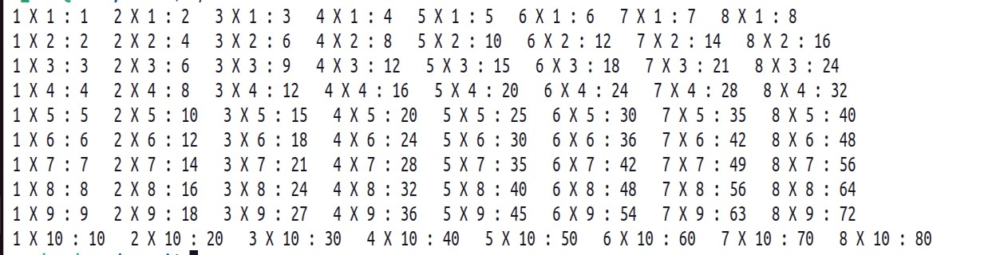 1 X 1 : 1   2 X 1 : 2   3 X 1 : 3   4 X 1 : 4   5 X 1 : 5   6 X 1 : 6   7 X 1 : 7   8 X 1 : 8
1 X 2 : 2   2 X 2 : 4   3 X 2 : 6   4 X 2 : 8   5 X 2 : 10   6 X 2 : 12   7 X 2 : 14   8 X 2 : 16
1 X 3 : 3   2 X 3 : 6   3 X 3 : 9   4 X 3 : 12   5 X 3 : 15   6 X 3 : 18   7 X 3 : 21   8 X 3 : 24
1 X 4 : 4   2 X 4 : 8   3 X 4 : 12   4 X 4 : 16   5 X 4 : 20   6 X 4 : 24   7 X 4 : 28   8 X 4 : 32
1 X 5 : 5   2 X 5 : 10   3 X 5 : 15   4 X 5 : 20   5 X 5 : 25   6 X 5 : 30   7 X 5 : 35   8 X 5 : 40
1 X 6 : 6   2 X 6 : 12   3 X 6 : 18   4 X 6 : 24   5 X 6 : 30   6 X 6 : 36   7 X 6 : 42   8 X 6 : 48
1 X 7 : 7   2 X 7 : 14   3 X 7 : 21   4 X 7 : 28   5 X 7 : 35   6 X 7 : 42   7 X 7 : 49   8 X 7 : 56
1 X 8 : 8   2 X 8 : 16   3 X 8 : 24   4 X 8 : 32   5 X 8 : 40   6 X 8 : 48   7 X 8 : 56   8 X 8 : 64
1 X 9 : 9   2 X 9 : 18   3 X 9 : 27   4 X 9 : 36   5 X 9 : 45   6 X 9 : 54   7 X 9 : 63   8 X 9 : 72
1 X 10 : 10   2 X 10 : 20   3 X 10 : 30   4 X 10 : 40   5 X 10 : 50   6 X 10 : 60   7 X 10 : 70   8 X 10 : 80